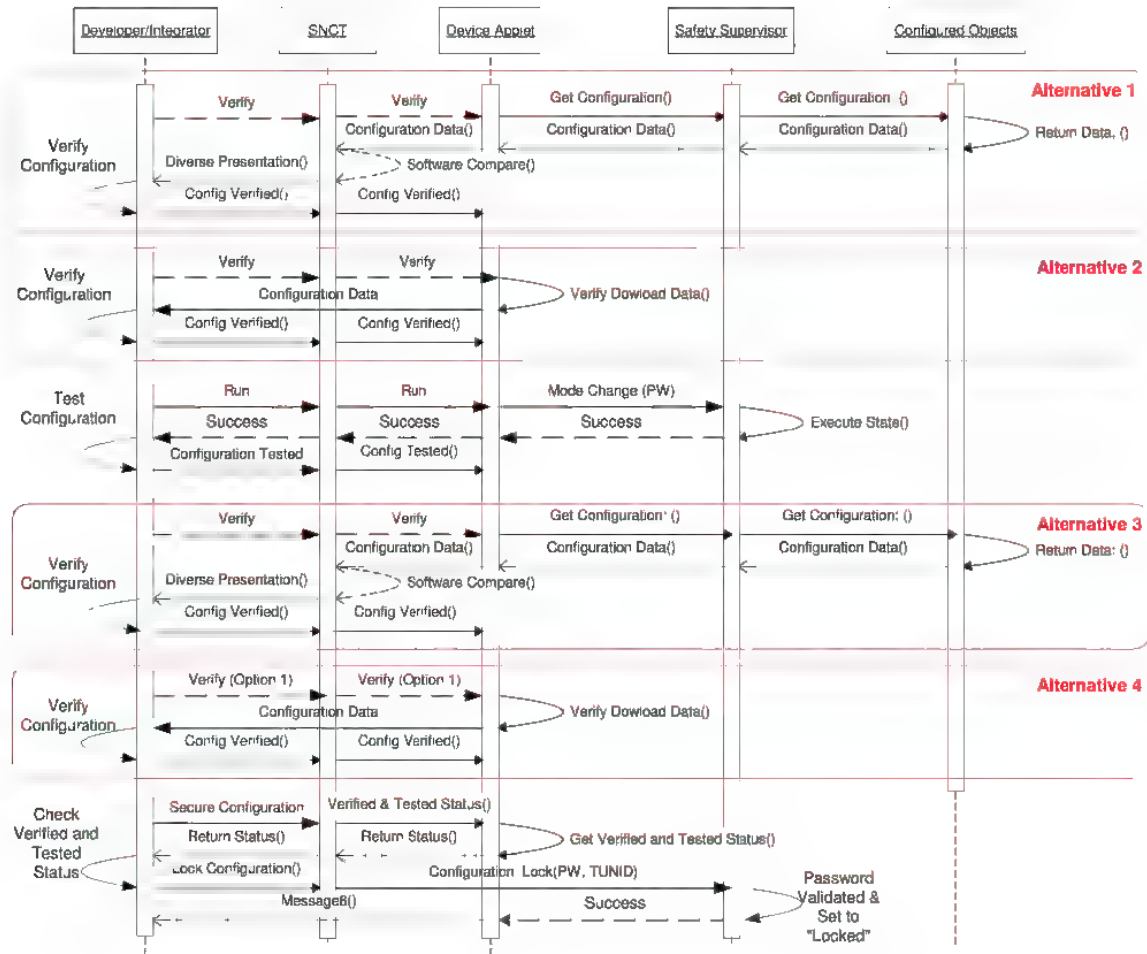 Developer/Integrator SNCT Device Applet Safety Supervisor Configured Objects
Alternative 1
Verify Verify Get Configuration() Get Configuration ()
Configuration Data() Configuration Data() Configuration Data() Return Data. ()
Verify
Configuration
Diverse Presentation() Software Compare()
Config Verified() Config Verified()
Alternative 2
Verify Verify
Verify
Configuration
Configuration Data Verify Dowload Data()
Config Verified() Config Verified()
Test
Configuration
Run Run Mode Change (PW)
Success Success Success Execute State()
Configuration Tested Config Tested()
Alternative 3
Verify Verify Get Configuration: () Get Configuration: ()
Configuration Data() Configuration Data() Configuration Data() Return Data: ()
Verify
Configuration
Diverse Presentation() Software Compare()
Config Verified() Config Verified()
Alternative 4
Verify (Option 1) Verify (Option 1)
Verify
Configuration
Configuration Data Verify Dowload Data()
Config Verified() Config Verified()
Check
Verified and
Tested
Status
Secure Configuration Verified & Tested Status()
Return Status() Return Status() Get Verified and Tested Status()
Lock Configuration() Configuration Lock(PW, TUNID)
Message6() Success
Password
Validated &
Set to
"Locked"